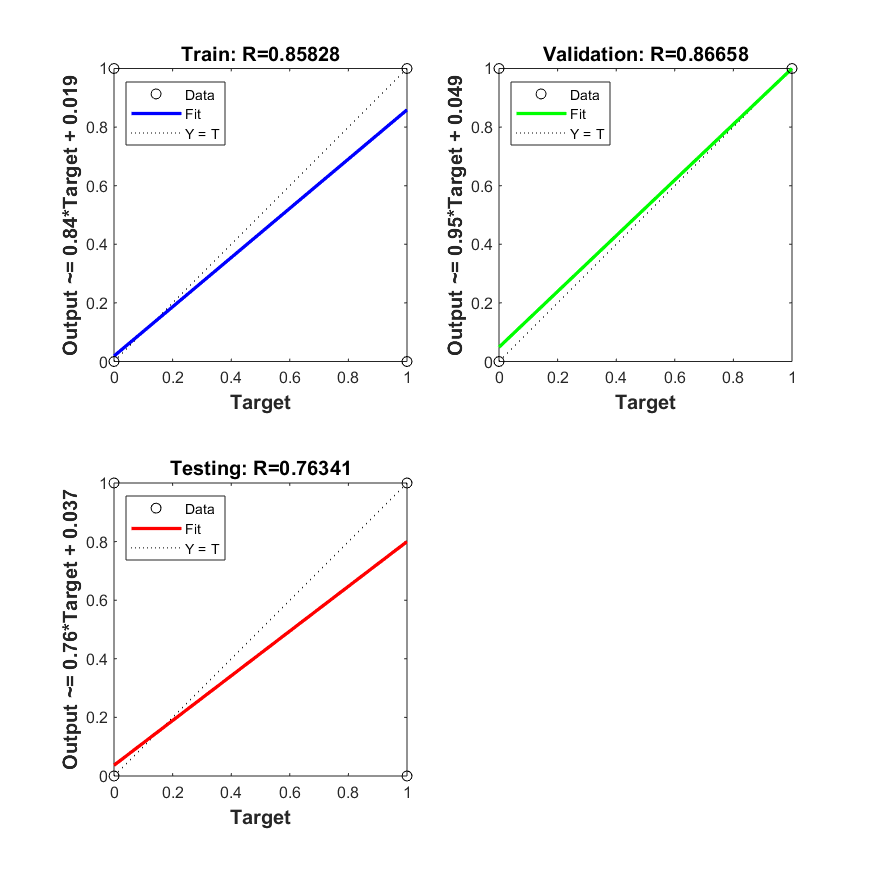 Train: R=0.85828
Output ~= 0.84*Target + 0.019
1
0.8
0.6
0.4
0.2
0
Data
Fit
Y = T
0 0.2 0.4 0.6 0.8 1
Target
Validation: R=0.86658
Output ~= 0.95*Target + 0.049
1
0.8
0.6
0.4
0.2
0
Data
Fit
Y = T
0 0.2 0.4 0.6 0.8 1
Target
Testing: R=0.76341
Output ~= 0.76*Target + 0.037
1
0.8
0.6
0.4
0.2
0
Data
Fit
Y = T
0 0.2 0.4 0.6 0.8 1
Target